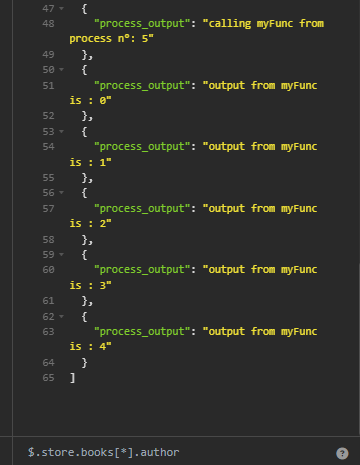 47 {
48 "process_output": "calling myFunc from
process n°: 5"
49 },
50 {
51 "process_output": "output from myFunc
is : 0"
52 },
53 {
54 "process_output": "output from myFunc
is : 1"
55 },
56 {
57 "process_output": "output from myFunc
is : 2"
58 },
59 {
60 "process_output": "output from myFunc
is : 3"
61 },
62 {
63 "process_output": "output from myFunc
is : 4"
64 }
65 ]
$.store.books[*].author ?